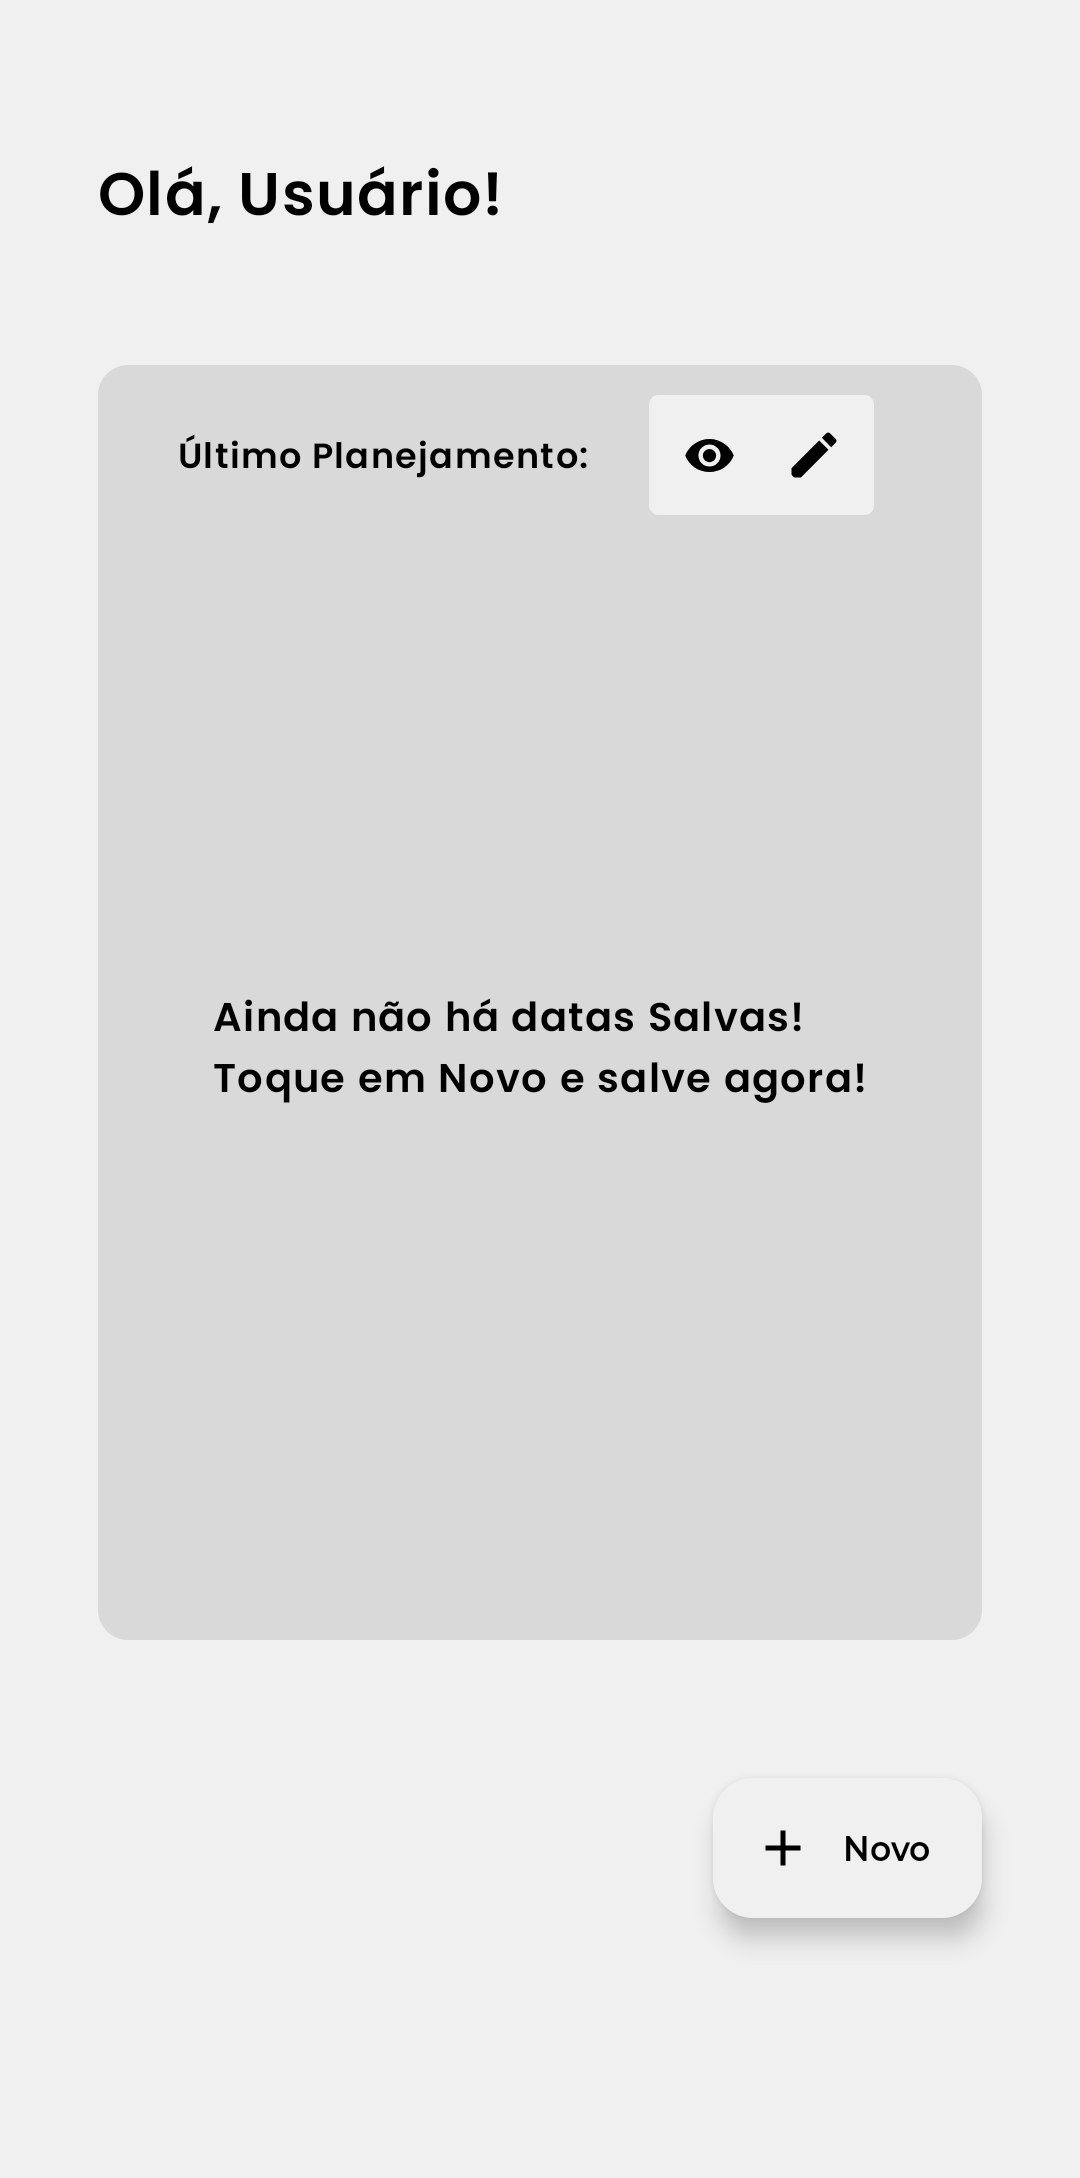 Olá, Usuário!
Último Planejamento:
Ainda não há datas Salvas!
Toque em Novo e salve agora!
Novo